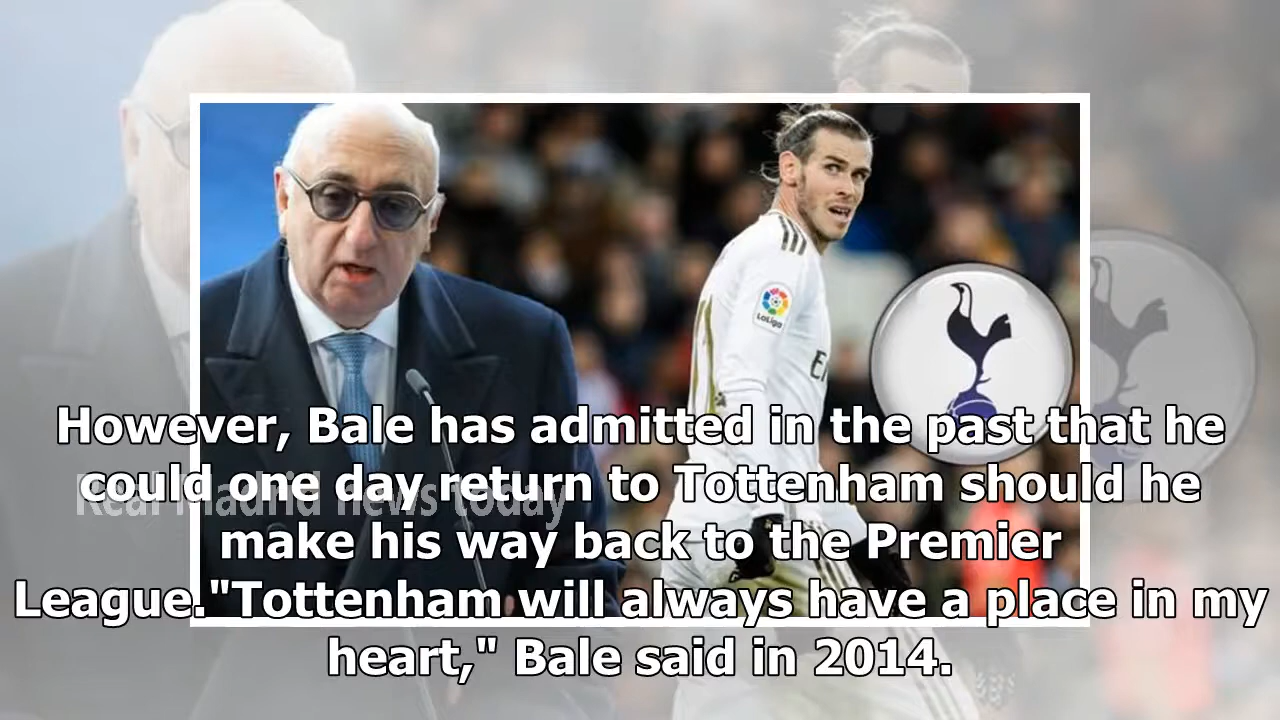 LaLiga
However, Bale has admitted in the past that he
could one day return to Tottenham should he
Real Madrid news today
make his way back to the Premier
League."Tottenham will always have a place in my
heart," Bale said in 2014.